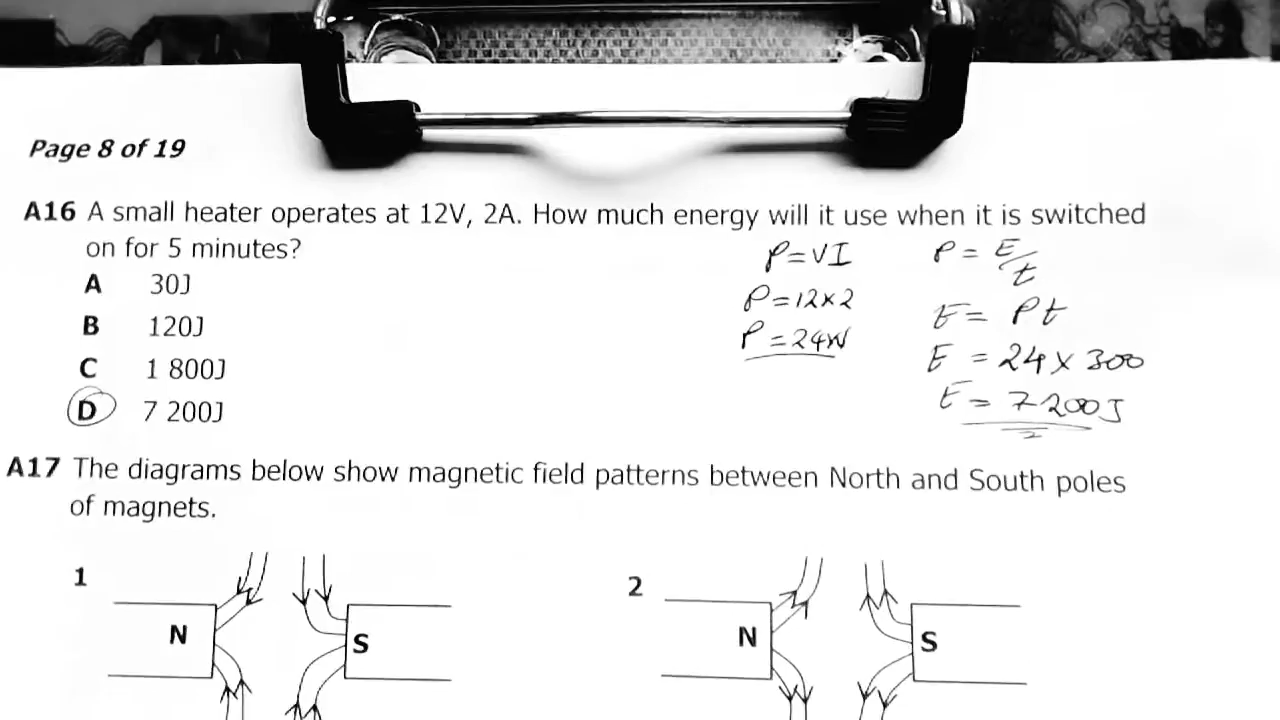 Page 8 of 19
A16 A small heater operates at 12V, 2A. How much energy will it use when it is switched
on for 5 minutes?
P=VI
P = E/t
A 30J
P=12x2
E = Pt
B 120J
P=24W
E = 24 x 300
C 1 800J
E = 7200J
D 7 200J
A17 The diagrams below show magnetic field patterns between North and South poles
of magnets.
1
2
N
S
N
S